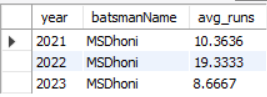 year batsmanName avg_runs
2021 MSDhoni 10.3636
2022 MSDhoni 19.3333
2023 MSDhoni 8.6667